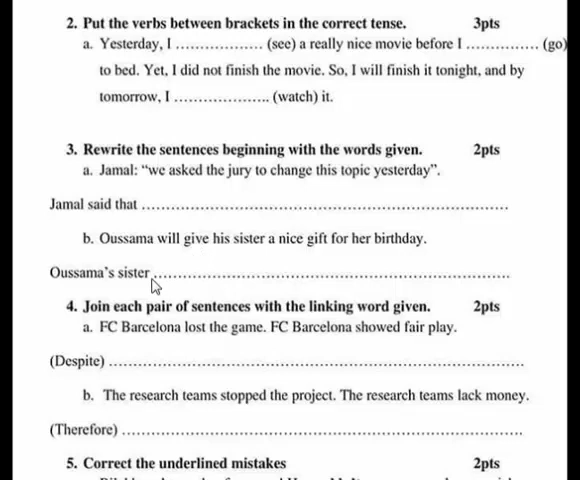 2. Put the verbs between brackets in the correct tense. 3pts
a. Yesterday, I ……………… (see) a really nice movie before I …………… (go)
to bed. Yet, I did not finish the movie. So, I will finish it tonight, and by
tomorrow, I ………………. (watch) it.
3. Rewrite the sentences beginning with the words given. 2pts
a. Jamal: “we asked the jury to change this topic yesterday”.
Jamal said that ………………………………………………………………
b. Oussama will give his sister a nice gift for her birthday.
Oussama’s sister ………………………………………………………………
4. Join each pair of sentences with the linking word given. 2pts
a. FC Barcelona lost the game. FC Barcelona showed fair play.
(Despite) …………………………………………………………………………
b. The research teams stopped the project. The research teams lack money.
(Therefore) ………………………………………………………………………
5. Correct the underlined mistakes 2pts